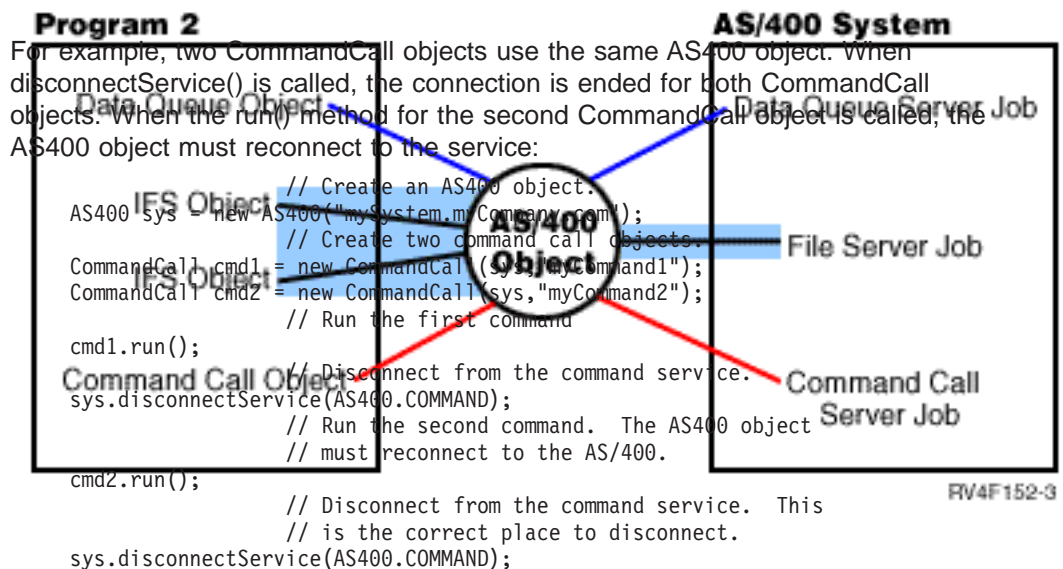 Program 2
AS/400 System
For example, two CommandCall objects use the same AS400 object. When
disconnectService() is called, the connection is ended for both CommandCall
objects. When the run() method for the second CommandCall object is called, the
AS400 object must reconnect to the service:
Data Queue Object
Data Queue Server Job
// Create an AS400 object.
AS400 sys = new AS400("mySystem.myCompany.com");
// Create two command call objects.
CommandCall cmd1 = new CommandCall(sys,"myCommand1");
CommandCall cmd2 = new CommandCall(sys,"myCommand2");
// Run the first command
cmd1.run();
// Disconnect from the command service.
sys.disconnectService(AS400.COMMAND);
// Run the second command.  The AS400 object
// must reconnect to the AS/400.
cmd2.run();
// Disconnect from the command service.  This
// is the correct place to disconnect.
sys.disconnectService(AS400.COMMAND);
IFS Object
IFS Object
Command Call Object
AS/400
Object
File Server Job
Command Call
Server Job
RV4F152-3